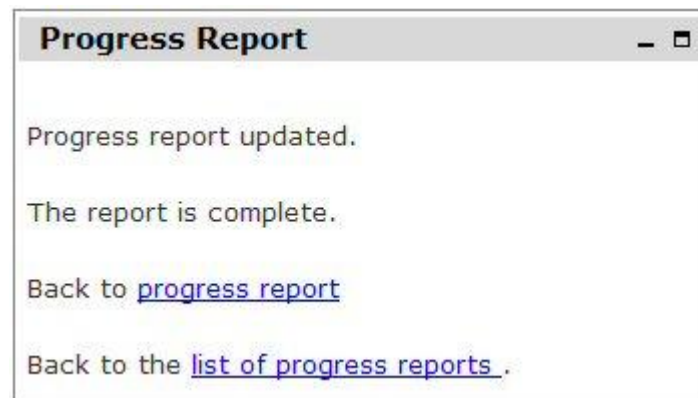 Progress Report
Progress report updated.
The report is complete.
Back to progress report
Back to the list of progress reports .